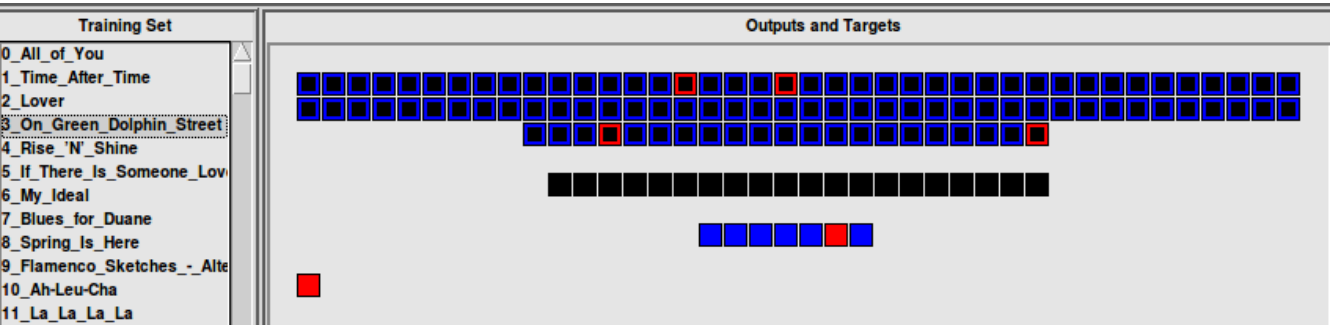 Training Set
Outputs and Targets
0_All_of_You
1_Time_After_Time
2_Lover
3_On_Green_Dolphin_Street
4_Rise_'N'_Shine
5_If_There_Is_Someone_Lov
6_My_Ideal
7_Blues_for_Duane
8_Spring_Is_Here
9_Flamenco_Sketches_-_Alte
10_Ah-Leu-Cha
11_La_La_La_La